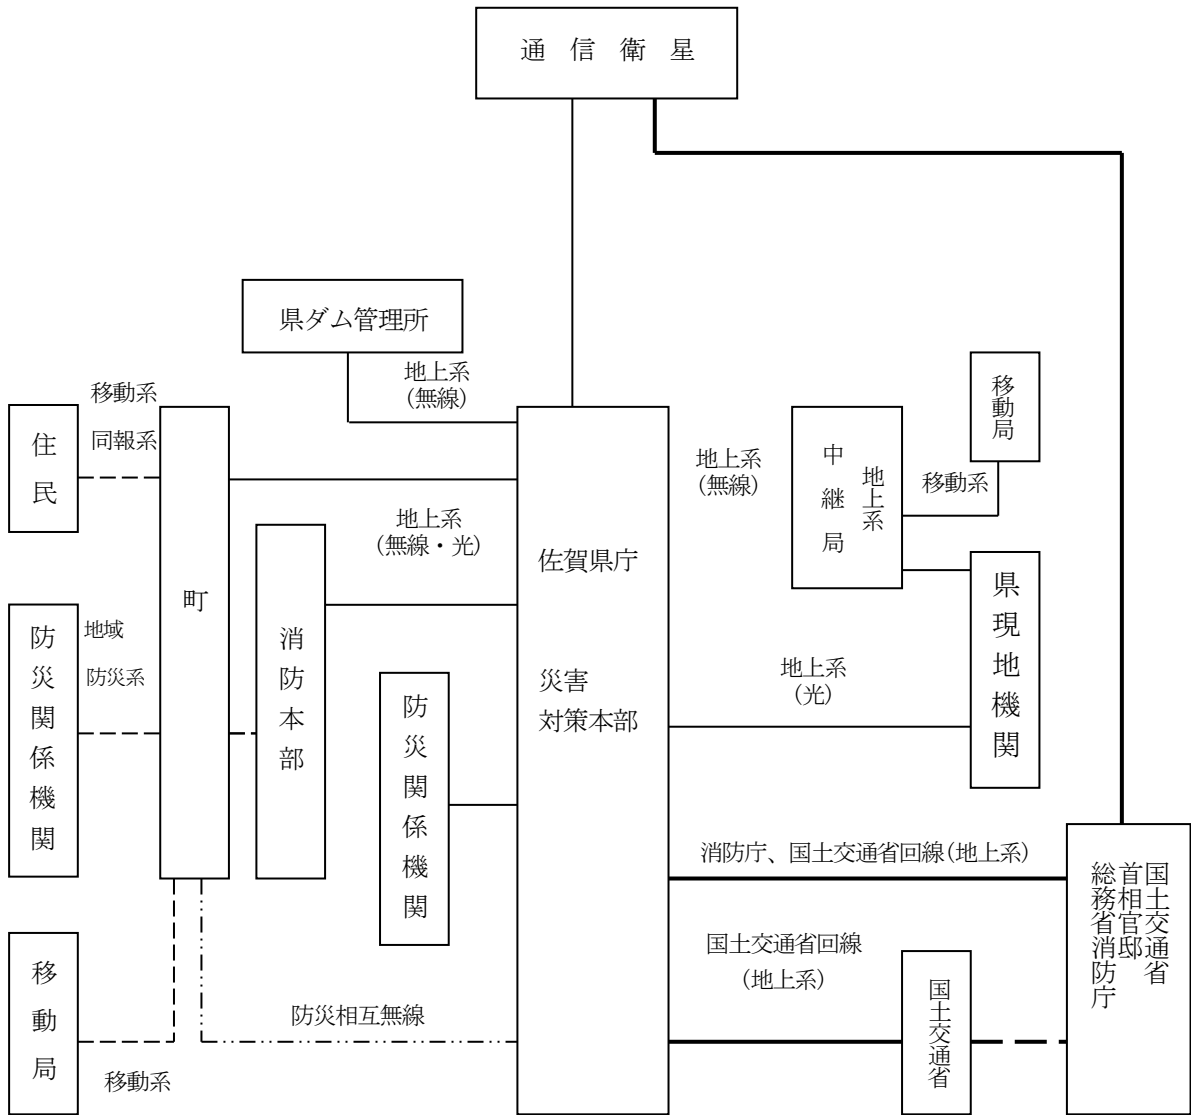 通信衛星
県ダム管理所
地上系
(無線)
移動系
同報系
住民
町
地上系
(無線・光)
佐賀県庁
災害
対策本部
地上系
(無線)
中継局
地上系
移動系
移動局
県現地機関
地上系
(光)
防災関係機関
地域
防災系
消防本部
防災関係機関
消防庁、国土交通省回線(地上系)
国土交通省
首相官邸
総務省消防庁
国土交通省回線
(地上系)
国土交通省
移動局
移動系
防災相互無線